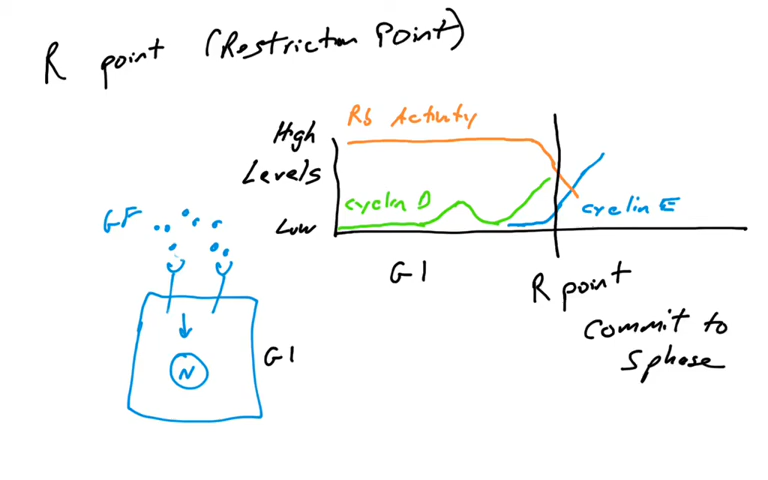 R point (Restriction Point)
Rb Activity
High
Levels
cyclin D
Low
cyclin E
GF
G1
R point
Commit to
S phase
N
G1